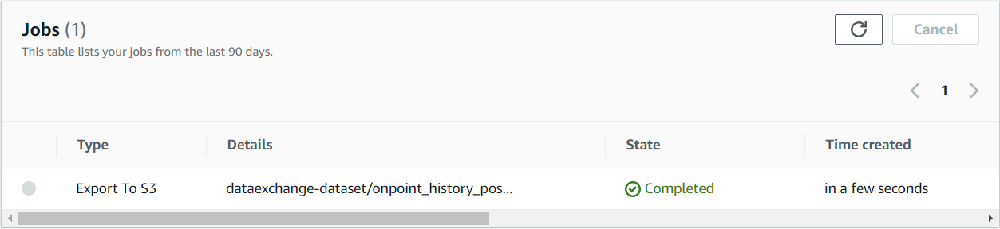 Jobs (1)
Cancel
This table lists your jobs from the last 90 days.
1
Type Details State Time created
Export To S3 dataexchange-dataset/onpoint_history_pos... Completed in a few seconds